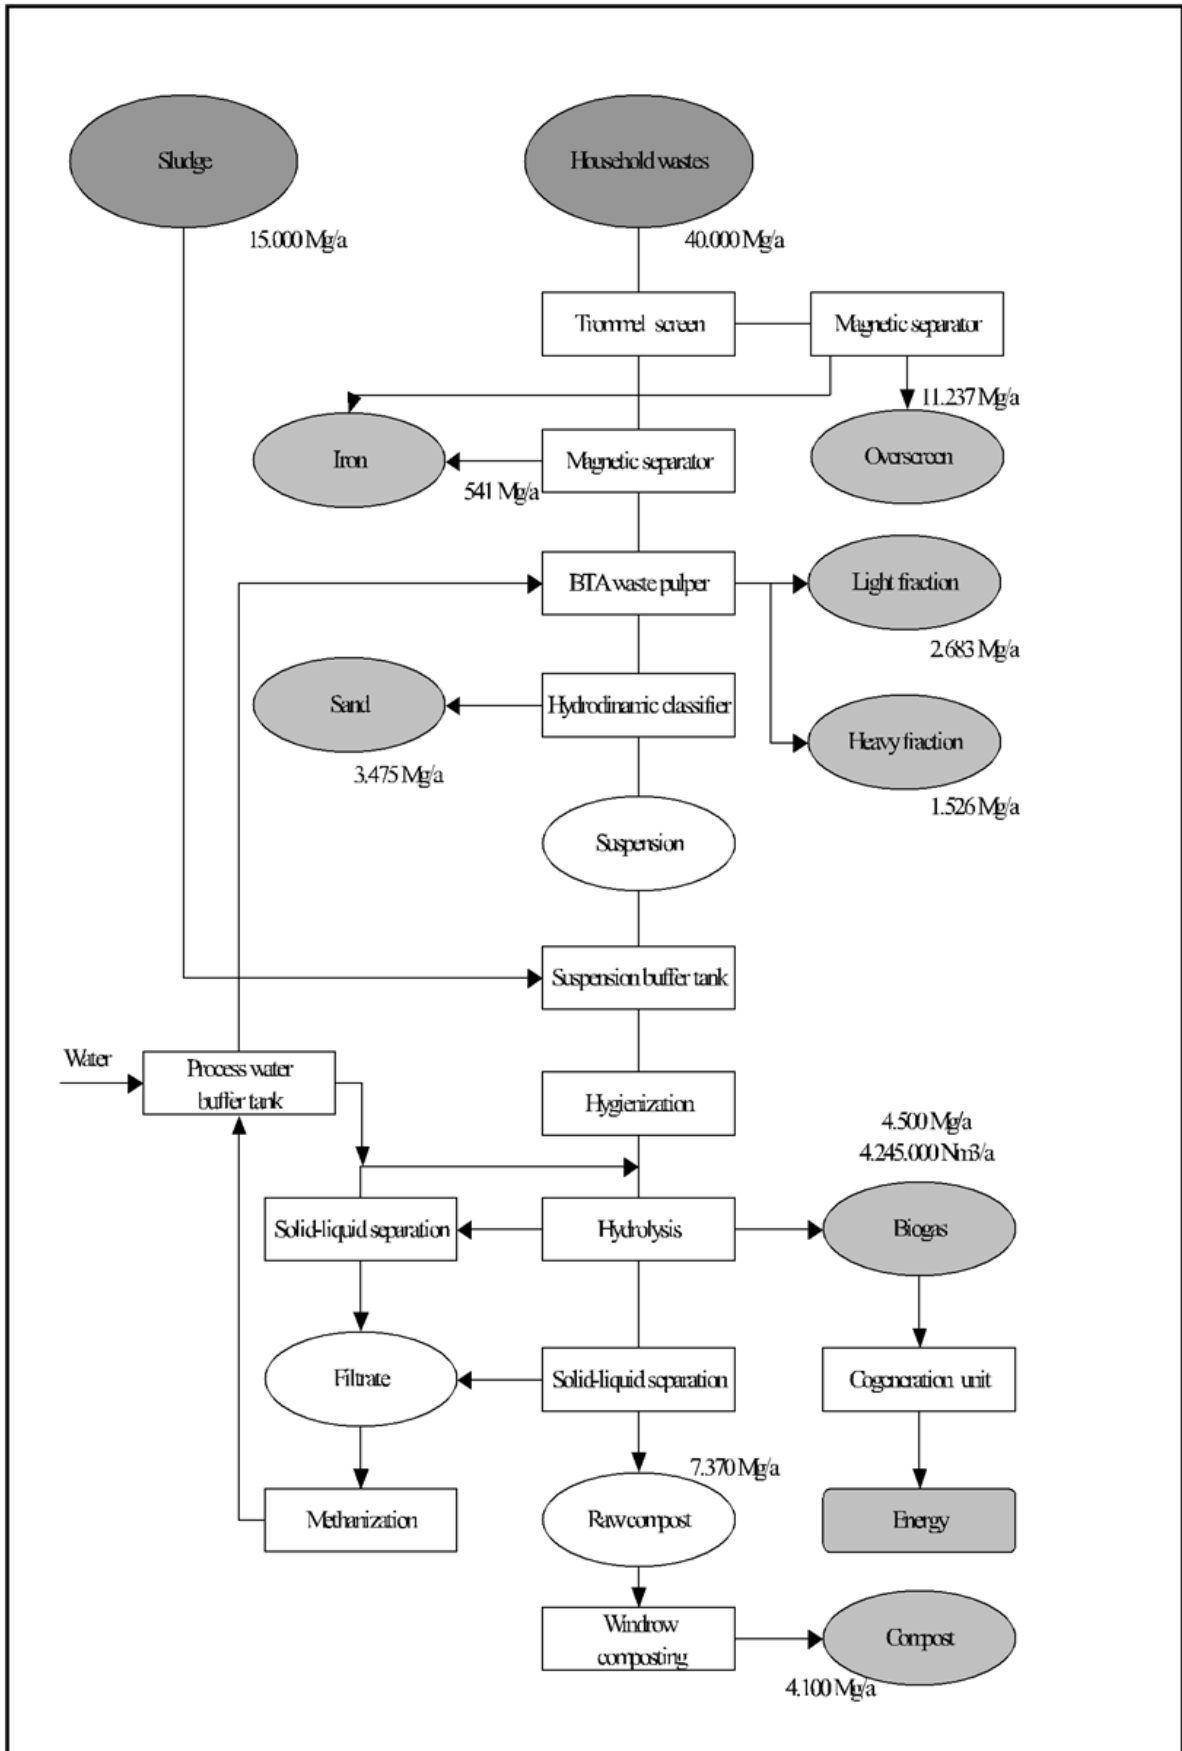 Sludge
Household wastes
15.000 Mg/a
40.000 Mg/a
Trommel screen
Magnetic separator
11.237 Mg/a
Iron
Magnetic separator
Overscreen
541 Mg/a
BTA waste pulper
Light fraction
2.683 Mg/a
Sand
Hydrodinamic classifier
Heavy fraction
3.475 Mg/a
1.526 Mg/a
Suspension
Suspension buffer tank
Water
Process water
buffer tank
Hygienization
4.500 Mg/a
4.245.000 Nm3/a
Solid-liquid separation
Hydrolysis
Biogas
Filtrate
Solid-liquid separation
Cogeneration unit
7.370 Mg/a
Methanization
Raw compost
Energy
Windrow
composting
Compost
4.100 Mg/a